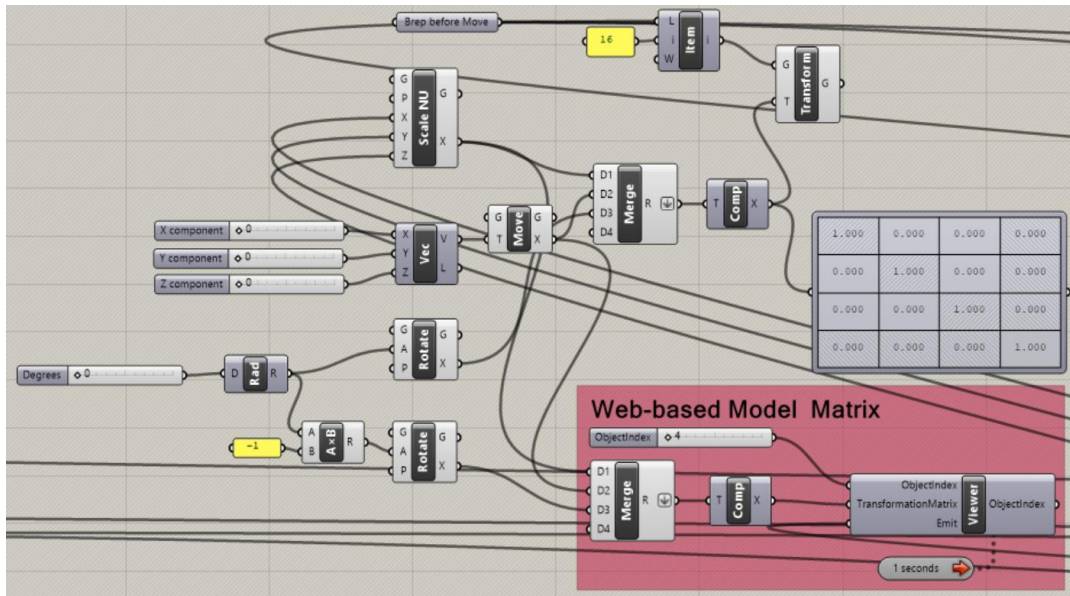 Brep before Move
16
L
i
W
Item
i
G
T
Transform
G
G
P
X
Y
Z
Scale NU
G
X
D1
D2
D3
D4
Merge
R
T
Comp
X
X component
0
Y component
0
Z component
0
X
Y
Z
Vec
V
L
G
T
Move
G
X
1.000 0.000 0.000 0.000
0.000 1.000 0.000 0.000
0.000 0.000 1.000 0.000
0.000 0.000 0.000 1.000
Degrees
0
D
Rad
R
G
A
P
Rotate
G
X
-1
A
B
A×B
R
G
A
P
Rotate
G
X
Web-based Model Matrix
ObjectIndex
4
D1
D2
D3
D4
Merge
R
T
Comp
X
ObjectIndex
TransformationMatrix
Emit
Viewer
ObjectIndex
1 seconds